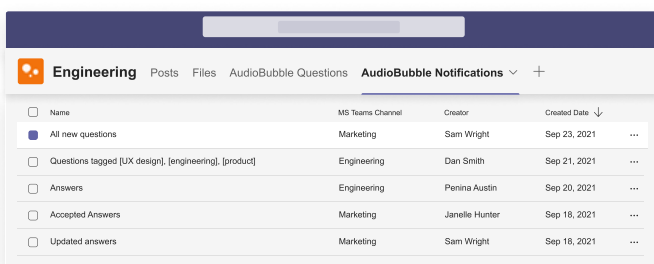 Engineering Posts Files AudioBubble Questions AudioBubble Notifications
Name MS Teams Channel Creator Created Date
All new questions Marketing Sam Wright Sep 23, 2021
Questions tagged [UX design], [engineering], [product] Engineering Dan Smith Sep 21, 2021
Answers Engineering Penina Austin Sep 20, 2021
Accepted Answers Marketing Janelle Hunter Sep 18, 2021
Updated answers Marketing Sam Wright Sep 18, 2021